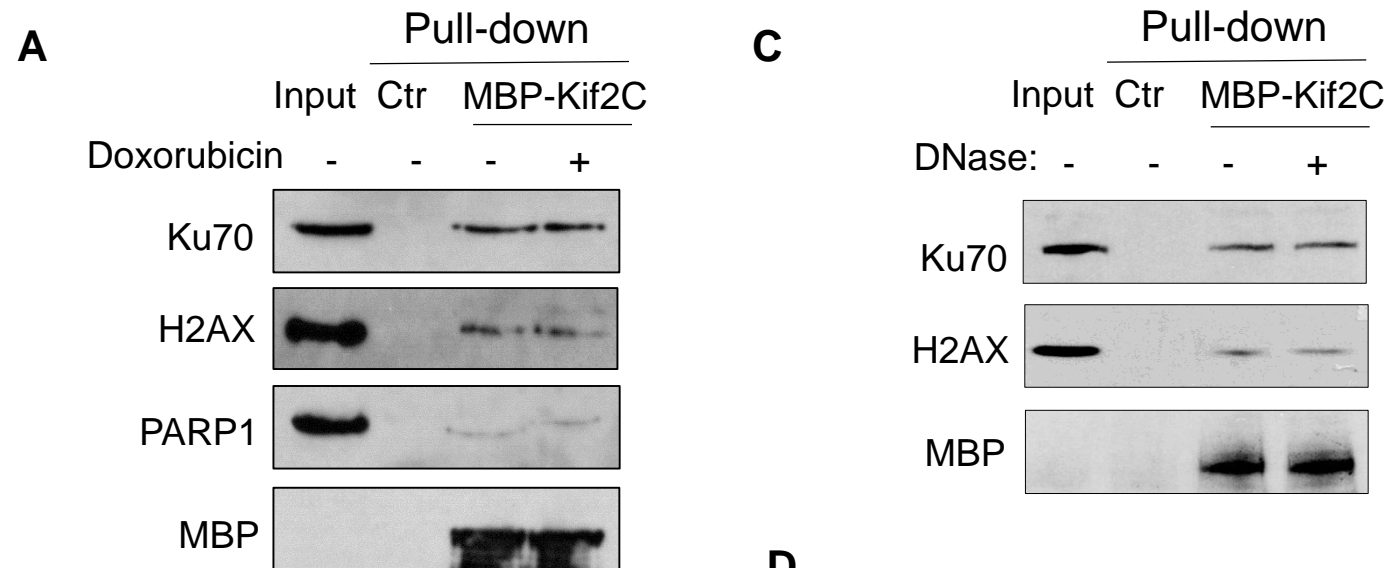 A
Pull-down
Input Ctr MBP-Kif2C
Doxorubicin - - - +
Ku70
H2AX
PARP1
MBP
C
Pull-down
Input Ctr MBP-Kif2C
DNase: - - - +
Ku70
H2AX
MBP
D